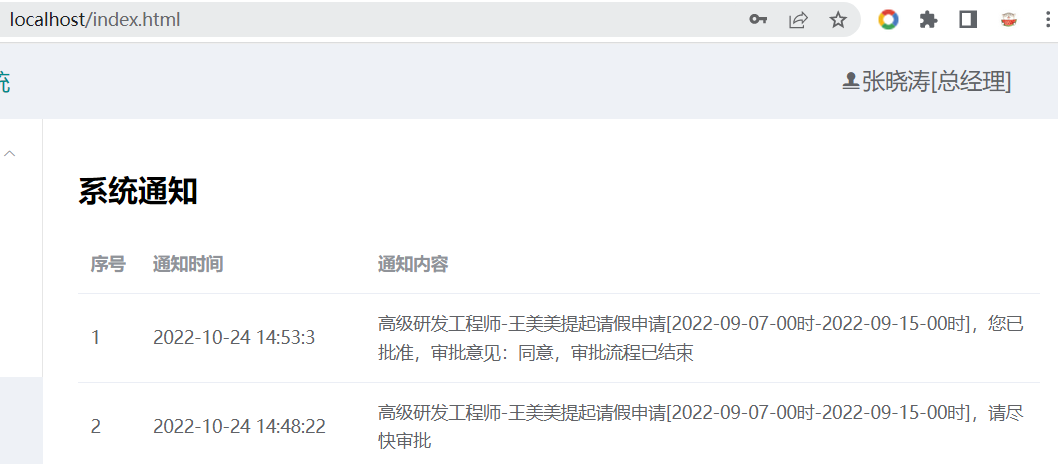 localhost/index.html
统
张晓涛[总经理]
系统通知
序号 通知时间 通知内容
1 2022-10-24 14:53:3 高级研发工程师-王美美提起请假申请[2022-09-07-00时-2022-09-15-00时]，您已
批准，审批意见：同意，审批流程已结束
2 2022-10-24 14:48:22 高级研发工程师-王美美提起请假申请[2022-09-07-00时-2022-09-15-00时]，请尽
快审批